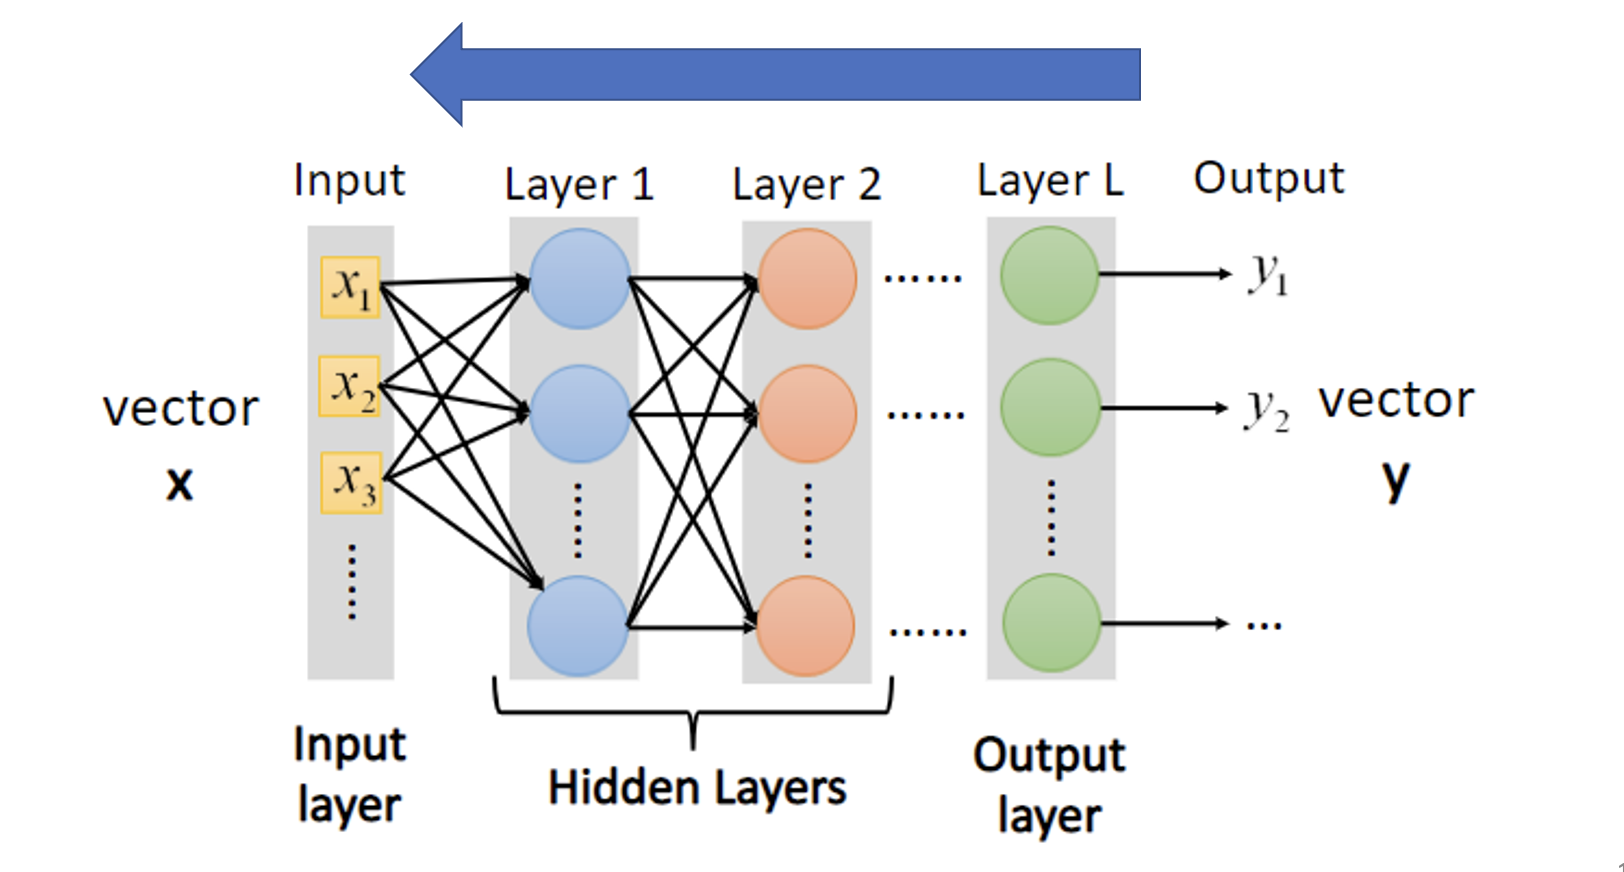 Input Layer 1 Layer 2 Layer L Output
x₁ …… y₁
x₂ …… y₂
vector x
vector y
x₃
…… …
Input layer
Hidden Layers
Output layer